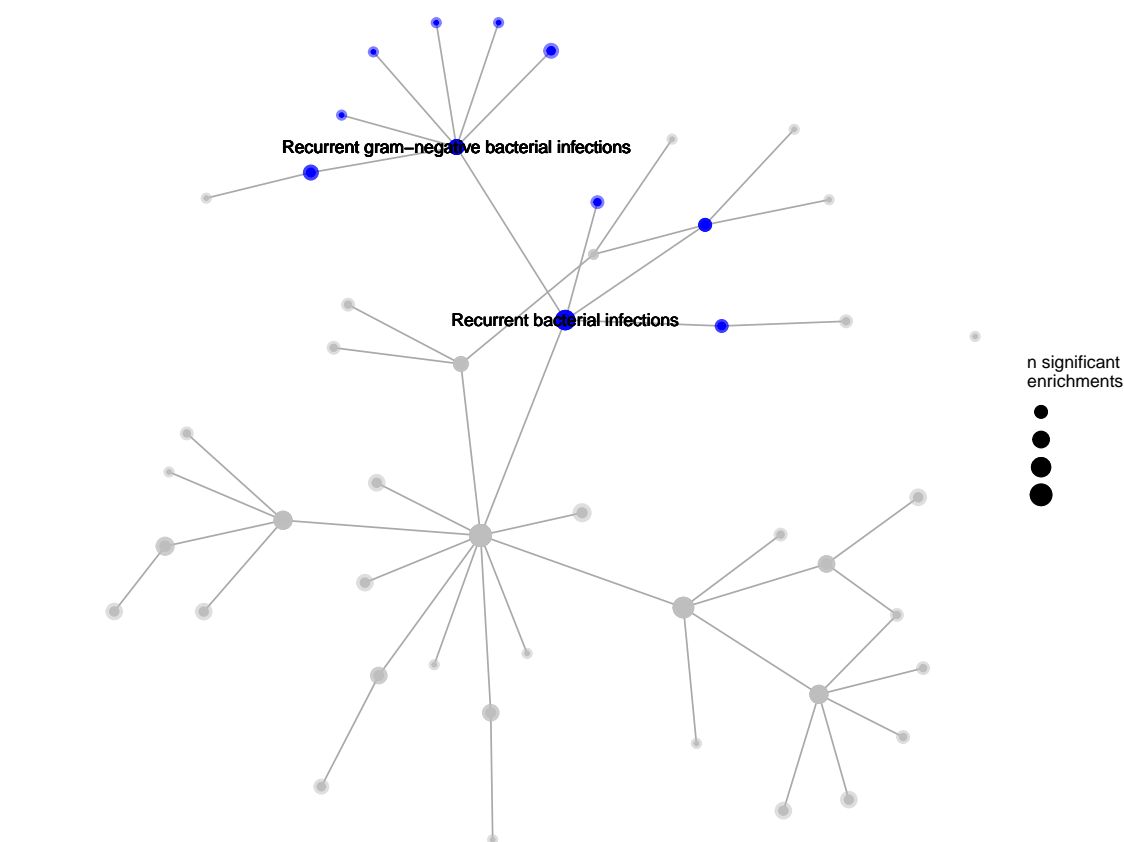 Recurrent gram−negative bacterial infections
Recurrent bacterial infections
n significant
enrichments